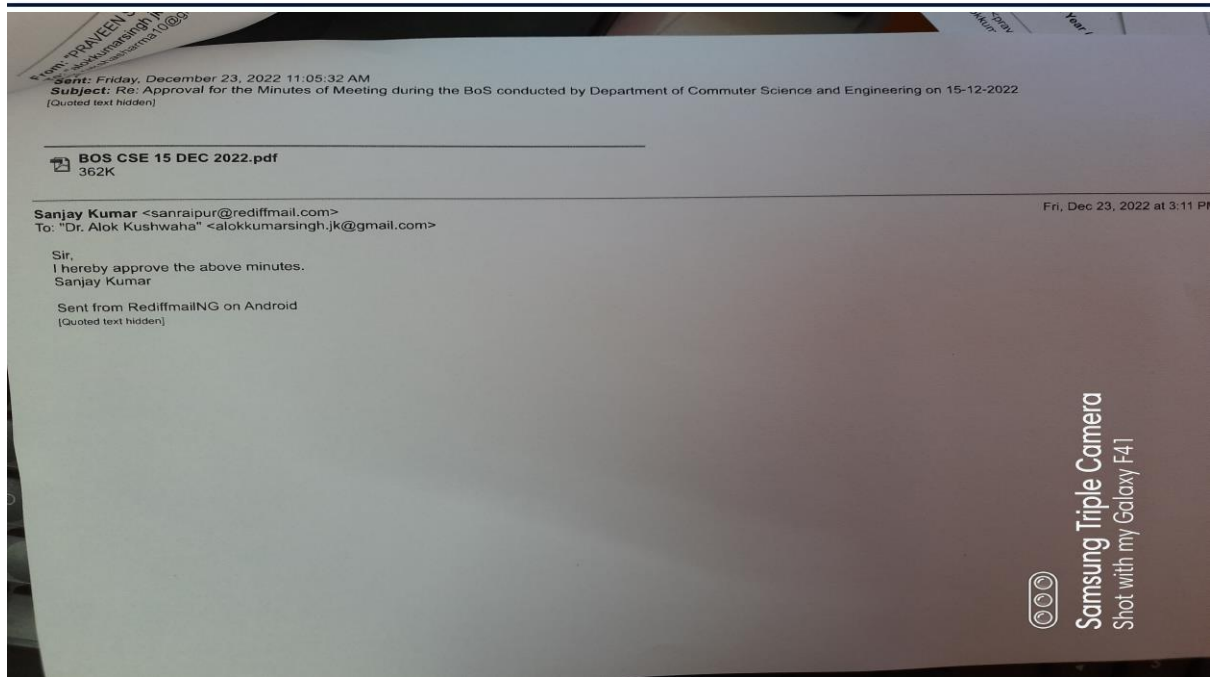 From: "PRAVEEN
Sent: Friday, December 23, 2022 11:05:32 AM
Subject: Re: Approval for the Minutes of Meeting during the BoS conducted by Department of Commuter Science and Engineering on 15-12-2022
[Quoted text hidden]
BOS CSE 15 DEC 2022.pdf
362K
Sanjay Kumar <sanraipur@rediffmail.com>
Fri, Dec 23, 2022 at 3:11 PM
To: "Dr. Alok Kushwaha" <alokkumarsingh.jk@gmail.com>
Sir,
I hereby approve the above minutes.
Sanjay Kumar
Sent from RediffmailNG on Android
[Quoted text hidden]
Year
Samsung Triple Camera
Shot with my Galaxy F41